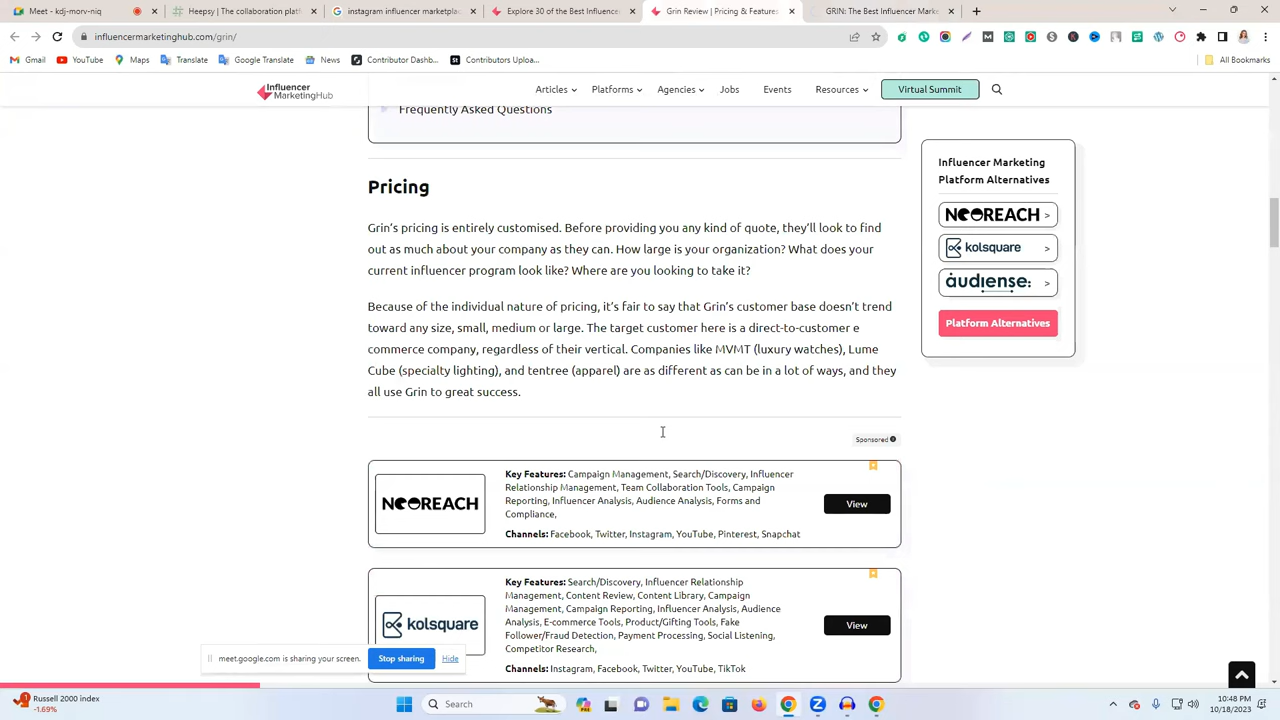 Meet - kdj-morv-niq
Heepsy | The collaboration platf
instagram influencer marketplac
Explore 30 of the Best Influence
Grin Review | Pricing & Features
GRIN: The Best Influencer Marke
influencermarketinghub.com/grin/
Gmail
YouTube
Maps
Translate
Google Translate
News
Contributor Dashb...
Contributors Uploa...
All Bookmarks
Influencer
MarketingHub
Articles
Platforms
Agencies
Jobs
Events
Resources
Virtual Summit
Frequently Asked Questions
Pricing
Grin's pricing is entirely customised. Before providing you any kind of quote, they'll look to find
out as much about your company as they can. How large is your organization? What does your
current influencer program look like? Where are you looking to take it?
Because of the individual nature of pricing, it's fair to say that Grin's customer base doesn't trend
toward any size, small, medium or large. The target customer here is a direct-to-customer e
commerce company, regardless of their vertical. Companies like MVMT (luxury watches), Lume
Cube (specialty lighting), and tentree (apparel) are as different as can be in a lot of ways, and they
all use Grin to great success.
Influencer Marketing
Platform Alternatives
NEOREACH >
kolsquare >
audiense: >
Platform Alternatives
Sponsored
NEOREACH
Key Features: Campaign Management, Search/Discovery, Influencer
Relationship Management, Team Collaboration Tools, Campaign
Reporting, Influencer Analysis, Audience Analysis, Forms and
Compliance,
Channels: Facebook, Twitter, Instagram, YouTube, Pinterest, Snapchat
View
kolsquare
Key Features: Search/Discovery, Influencer Relationship
Management, Content Review, Content Library, Campaign
Management, Campaign Reporting, Influencer Analysis, Audience
Analysis, E-commerce Tools, Product/Gifting Tools, Fake
Follower/Fraud Detection, Payment Processing, Social Listening,
Competitor Research,
Channels: Instagram, Facebook, Twitter, YouTube, TikTok
View
meet.google.com is sharing your screen.
Stop sharing
Hide
Russell 2000 index
-1.69%
Search
10:48 PM
10/18/2023